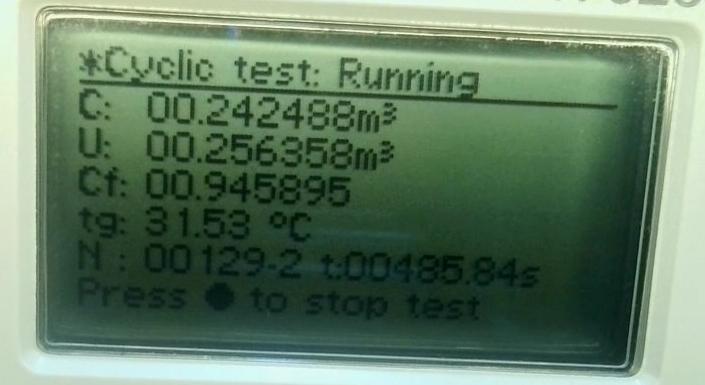 *Cyclic test: Running
C: 00.242488m³
U: 00.256358m³
Cf: 00.945895
tg: 31.53 °C
N : 00129-2 t:00485.84s
Press ● to stop test